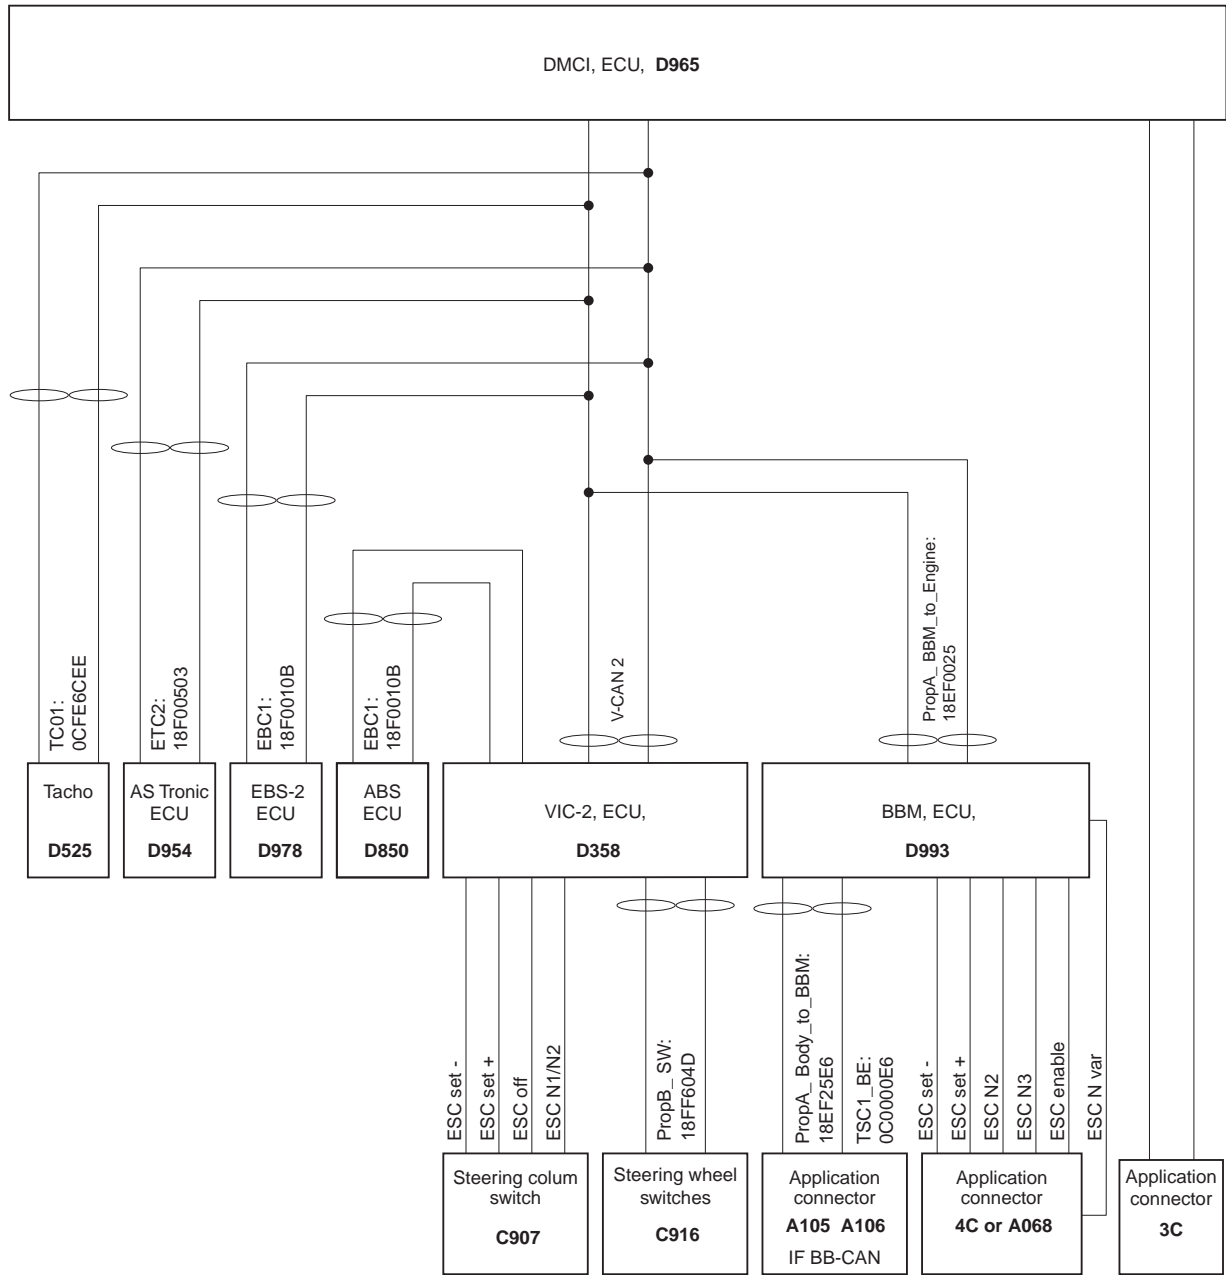 DMCI, ECU, D965
TC01:
0CFE6CEE
ETC2:
18F00503
EBC1:
18F0010B
EBC1:
18F0010B
V-CAN 2
PropA_ BBM_to_Engine:
18EF0025
Tacho
D525
AS Tronic
ECU
D954
EBS-2
ECU
D978
ABS
ECU
D850
VIC-2, ECU,
D358
BBM, ECU,
D993
ESC set -
ESC set +
ESC off
ESC N1/N2
PropB_ SW:
18FF604D
PropA_ Body_to_BBM:
18EF25E6
TSC1_BE:
0C0000E6
ESC set -
ESC set +
ESC N2
ESC N3
ESC enable
ESC N var
Steering colum
switch
C907
Steering wheel
switches
C916
Application
connector
A105 A106
IF BB-CAN
Application
connector
4C or A068
Application
connector
3C